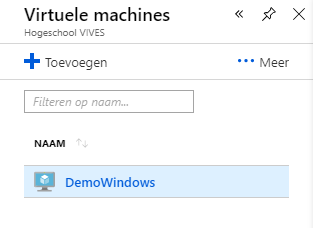 Virtuele machines
Hogeschool VIVES
Toevoegen
Meer
Filteren op naam...
NAAM
DemoWindows